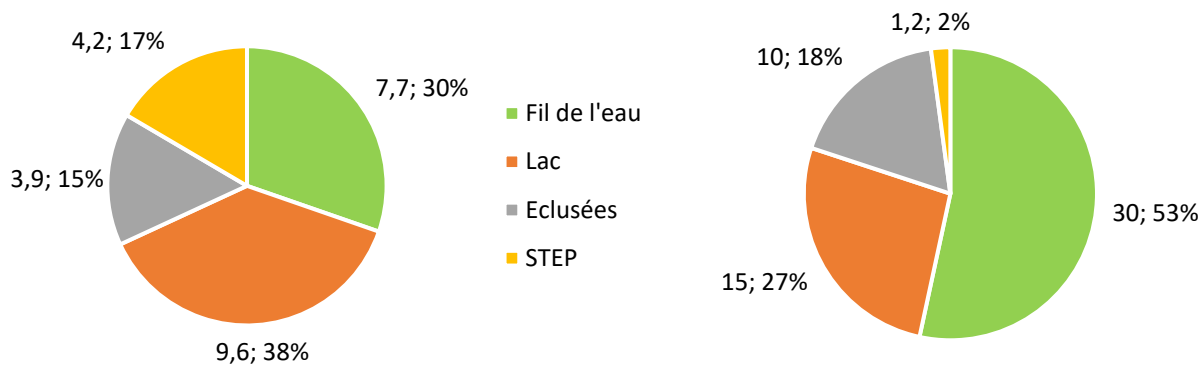 4,2; 17%
7,7; 30%
3,9; 15%
9,6; 38%
Fil de l'eau
Lac
Eclusées
STEP
1,2; 2%
10; 18%
30; 53%
15; 27%